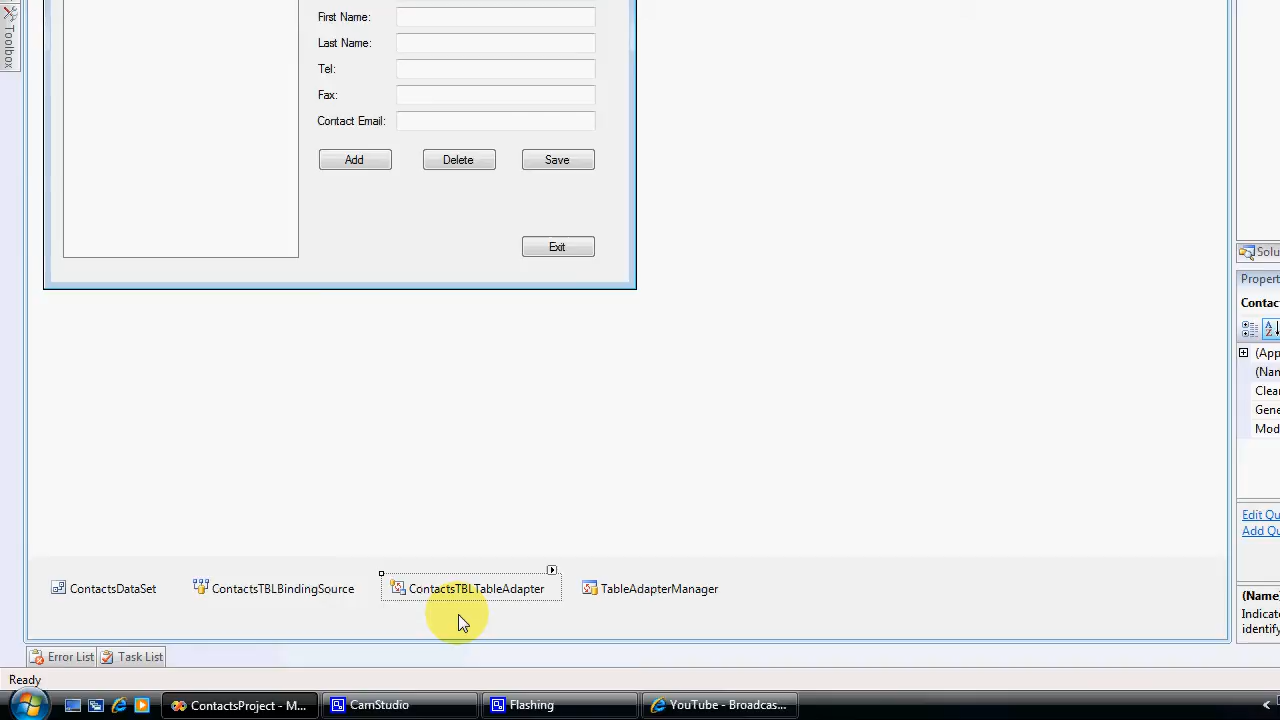 Toolbox
First Name:
Last Name:
Tel:
Fax:
Contact Email:
Add
Delete
Save
Exit
Solu
Propert
Contac
(App
(Nan
Clear
Gene
Mod
Edit Qu
Add Qu
(Name)
Indicate
identify
ContactsDataSet
ContactsTBLBindingSource
ContactsTBLTableAdapter
TableAdapterManager
Error List
Task List
Ready
ContactsProject - M...
CamStudio
Flashing
YouTube - Broadcas...